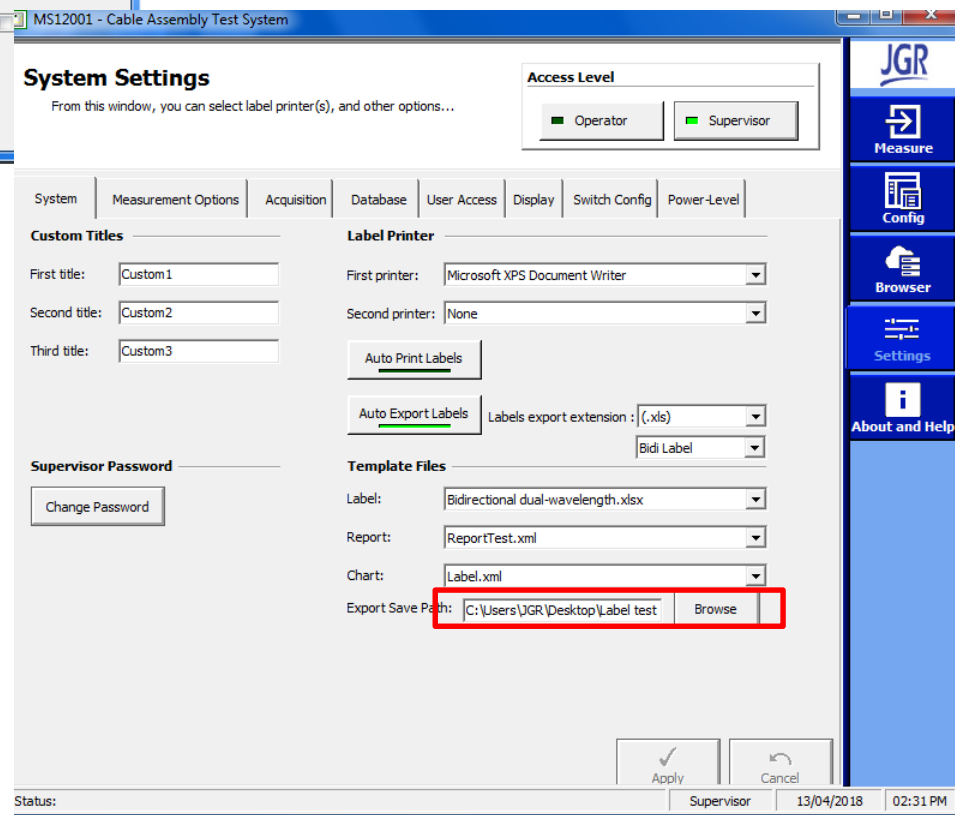 MS12001 - Cable Assembly Test System
System Settings
From this window, you can select label printer(s), and other options...
Access Level
Operator
Supervisor
JGR
Measure
Config
Browser
Settings
About and Help
System
Measurement Options
Acquisition
Database
User Access
Display
Switch Config
Power-Level
Custom Titles
First title: Custom1
Second title: Custom2
Third title: Custom3
Supervisor Password
Change Password
Label Printer
First printer: Microsoft XPS Document Writer
Second printer: None
Auto Print Labels
Auto Export Labels
Labels export extension : (.xls)
Bidi Label
Template Files
Label: Bidirectional dual-wavelength.xlsx
Report: ReportTest.xml
Chart: Label.xml
Export Save Path: C:\Users\JGR\Desktop\Label test
Browse
Apply
Cancel
Status:
Supervisor
13/04/2018
02:31 PM